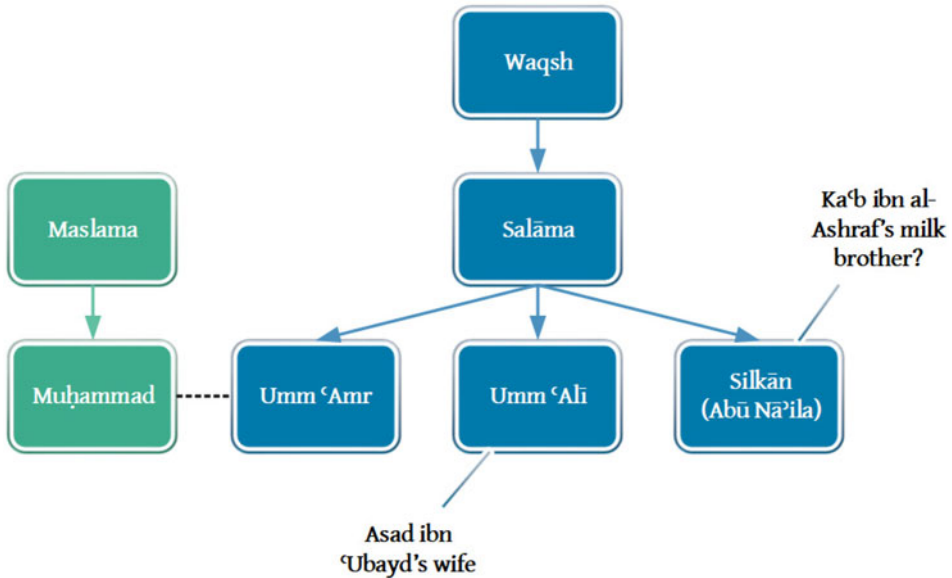 Waqsh
Maslama
Salāma
Kaʿb ibn al-
Ashraf’s milk
brother?
Muḥammad
Umm ʿAmr
Umm ʿAlī
Silkān
(Abū Nāʾila)
Asad ibn
ʿUbayd’s wife